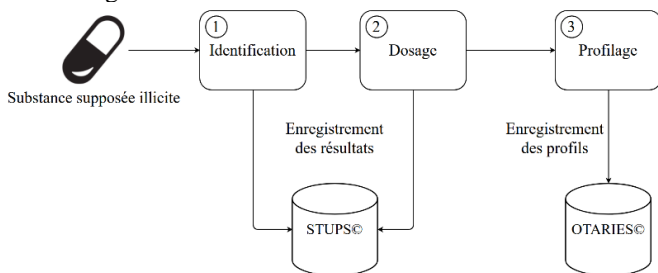 1
Identification
2
Dosage
3
Profilage
Substance supposée illicite
Enregistrement
des résultats
Enregistrement
des profils
STUPS©
OTARIES©